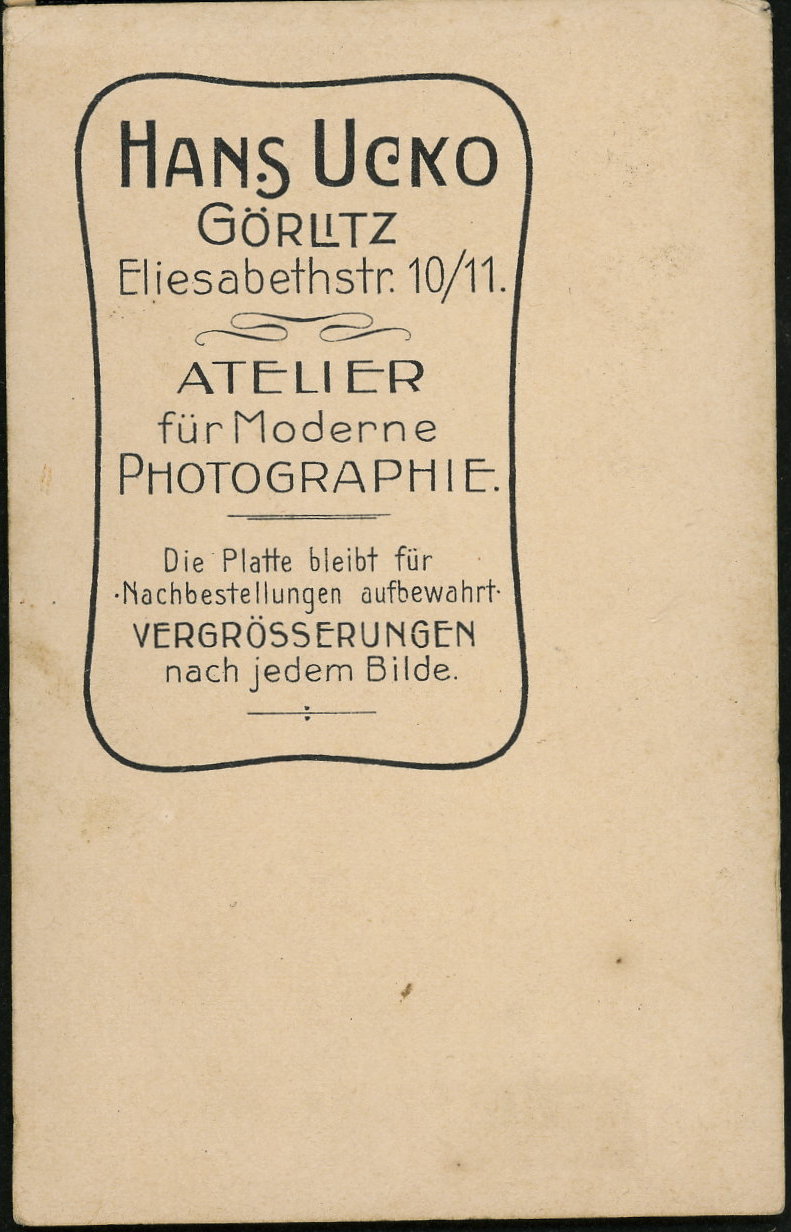 HANS UCKO
GÖRLITZ
Eliesabethstr. 10/11.
ATELIER
für Moderne
PHOTOGRAPHIE.
Die Platte bleibt für
·Nachbestellungen aufbewahrt·
VERGRÖSSERUNGEN
nach jedem Bilde.